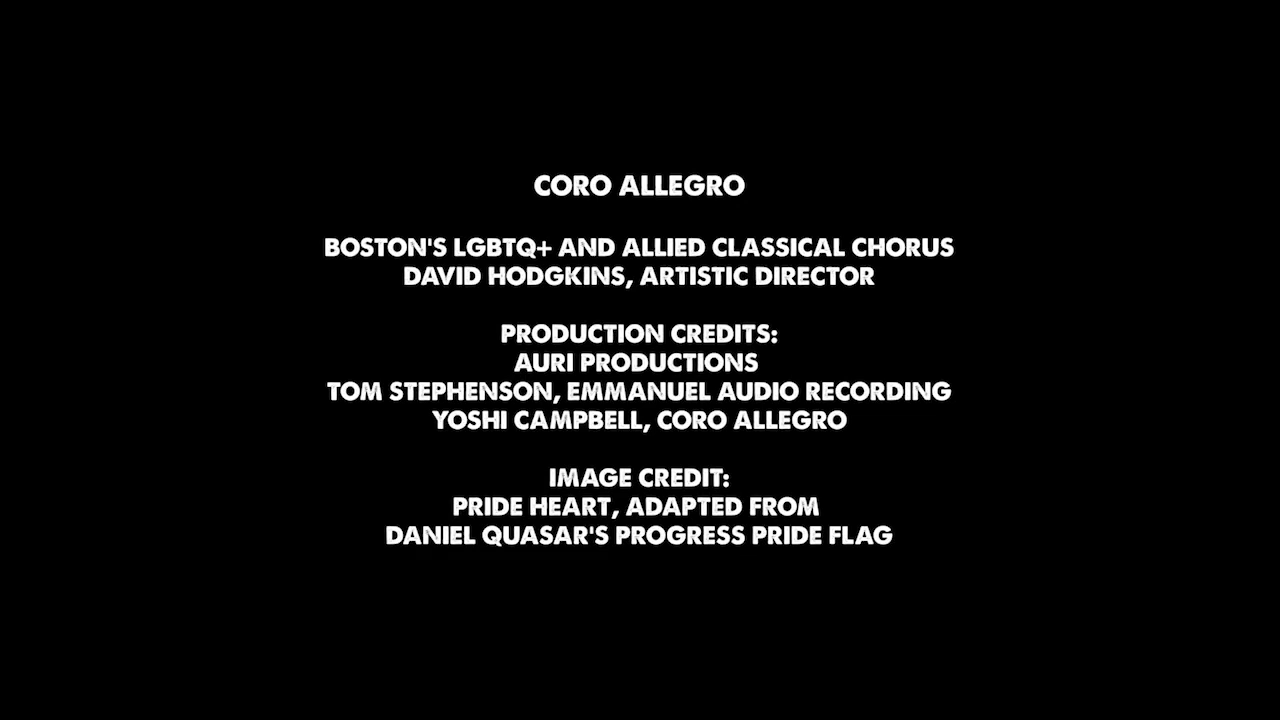 CORO ALLEGRO
BOSTON'S LGBTQ+ AND ALLIED CLASSICAL CHORUS
DAVID HODGKINS, ARTISTIC DIRECTOR
PRODUCTION CREDITS:
AURI PRODUCTIONS
TOM STEPHENSON, EMMANUEL AUDIO RECORDING
YOSHI CAMPBELL, CORO ALLEGRO
IMAGE CREDIT:
PRIDE HEART, ADAPTED FROM
DANIEL QUASAR'S PROGRESS PRIDE FLAG